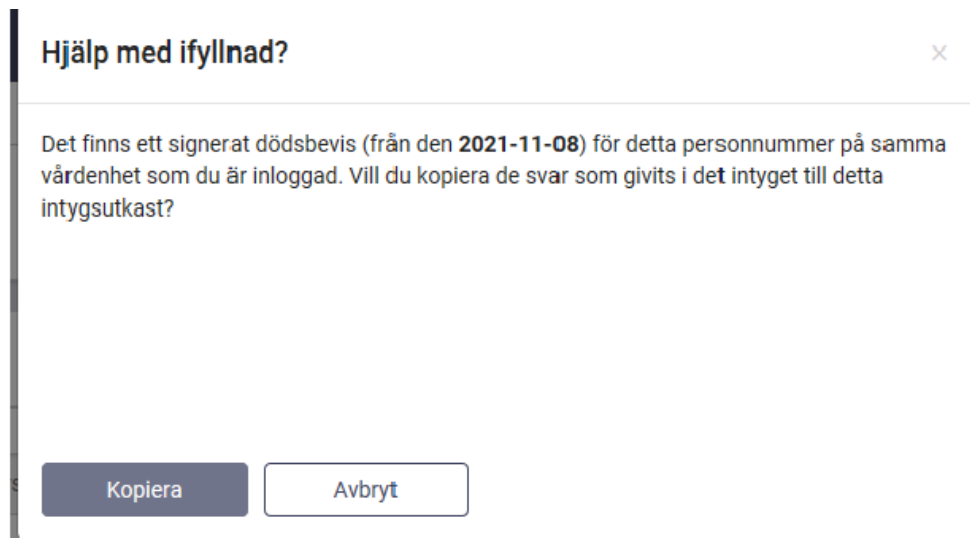 Hjälp med ifyllnad?
Det finns ett signerat dödsbevis (från den 2021-11-08) för detta personnummer på samma
vårdenhet som du är inloggad. Vill du kopiera de svar som givits i det intyget till detta
intygsutkast?
Kopiera
Avbryt